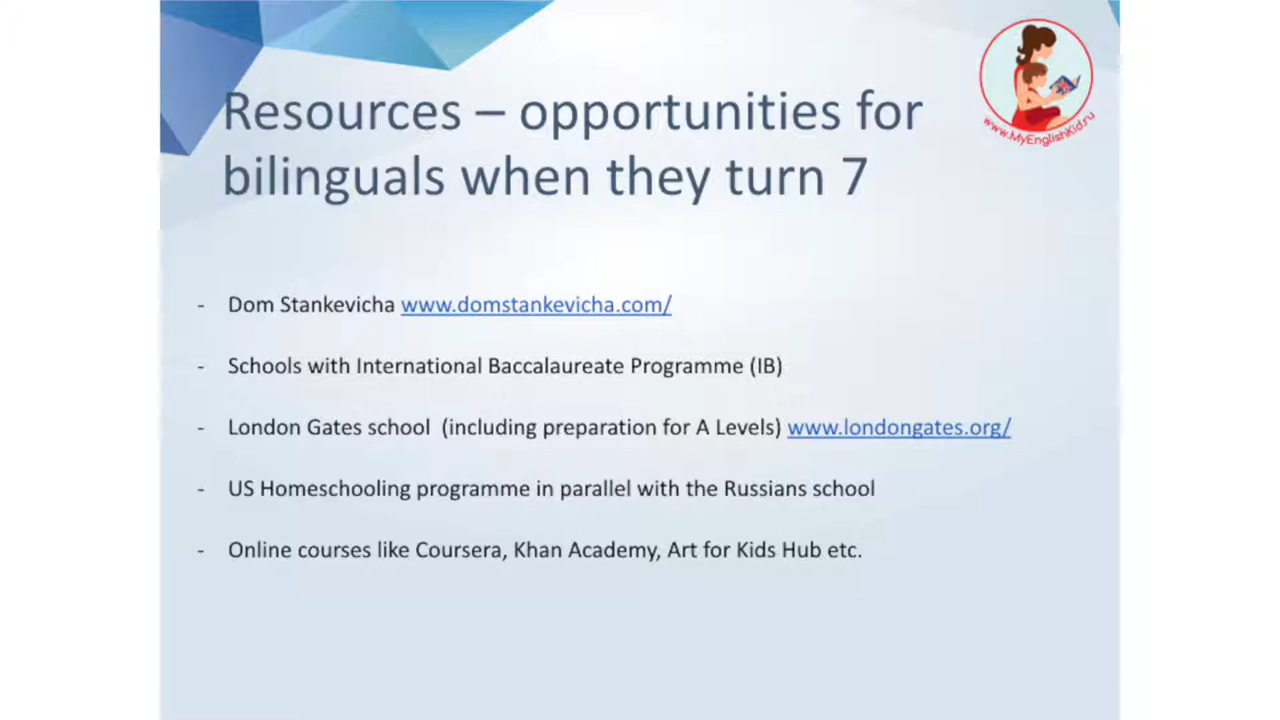 Resources – opportunities for
bilinguals when they turn 7
www.MyEnglishKid.ru
- Dom Stankevicha www.domstankevicha.com/
- Schools with International Baccalaureate Programme (IB)
- London Gates school (including preparation for A Levels) www.londongates.org/
- US Homeschooling programme in parallel with the Russians school
- Online courses like Coursera, Khan Academy, Art for Kids Hub etc.